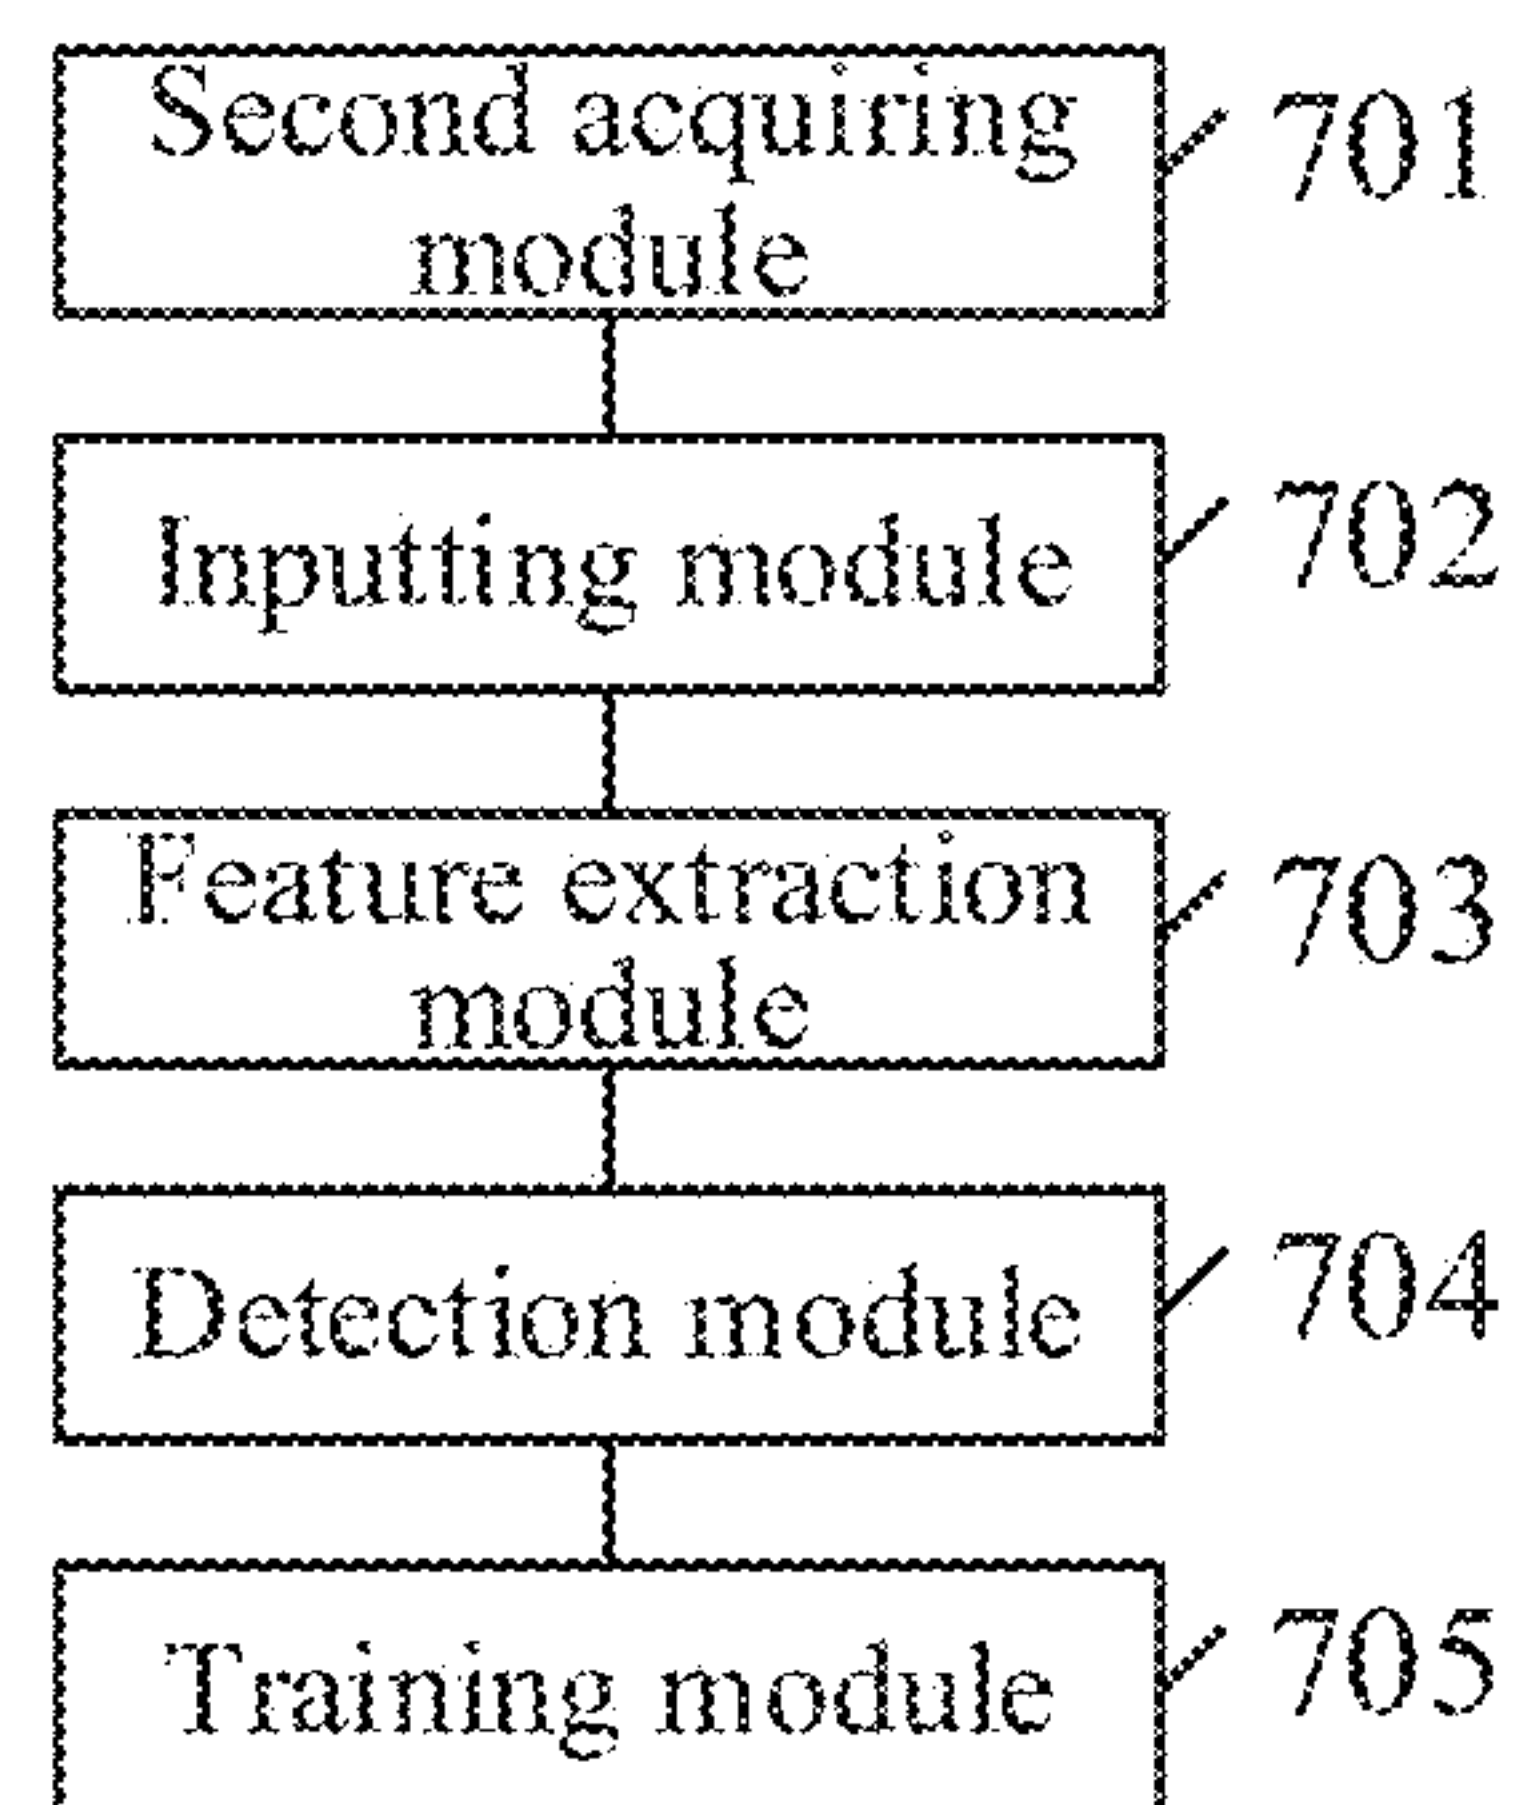 Second acquiring
module
701
Inputting module
702
Feature extraction
module
703
Detection module
704
Training module
705